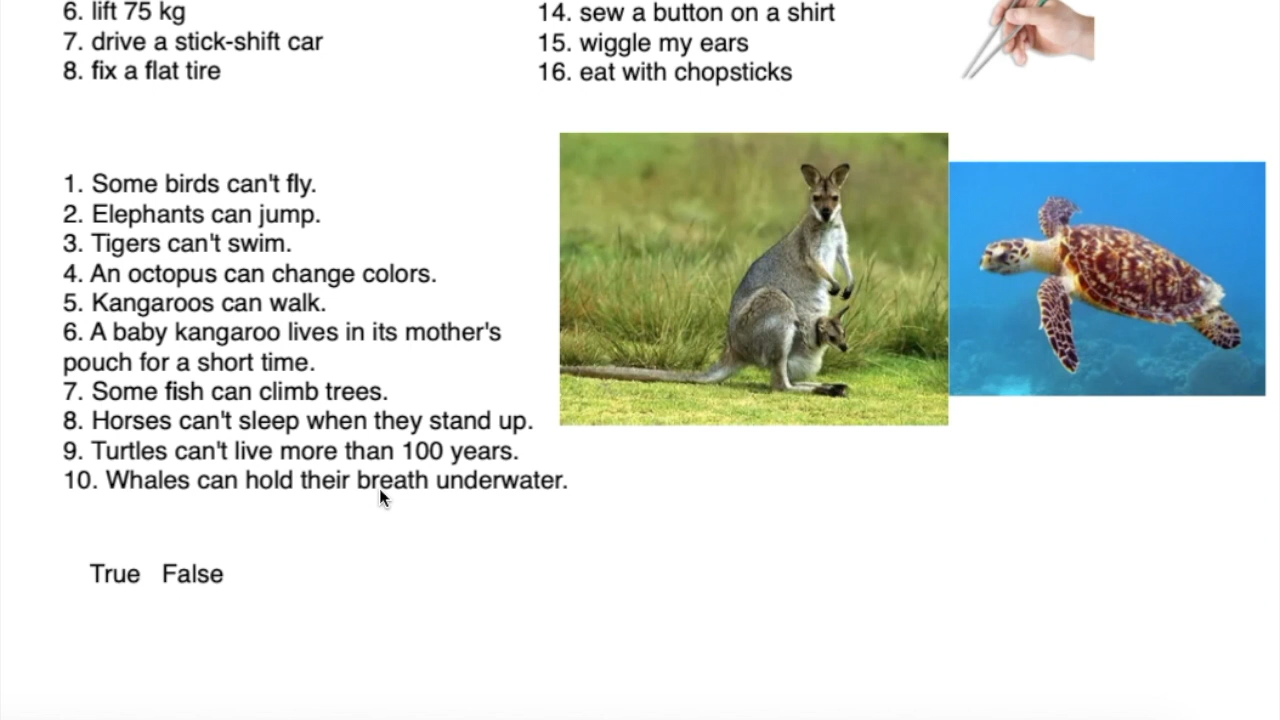 6. lift 75 kg
7. drive a stick-shift car
8. fix a flat tire
14. sew a button on a shirt
15. wiggle my ears
16. eat with chopsticks
1. Some birds can't fly.
2. Elephants can jump.
3. Tigers can't swim.
4. An octopus can change colors.
5. Kangaroos can walk.
6. A baby kangaroo lives in its mother's
pouch for a short time.
7. Some fish can climb trees.
8. Horses can't sleep when they stand up.
9. Turtles can't live more than 100 years.
10. Whales can hold their breath underwater.
True False